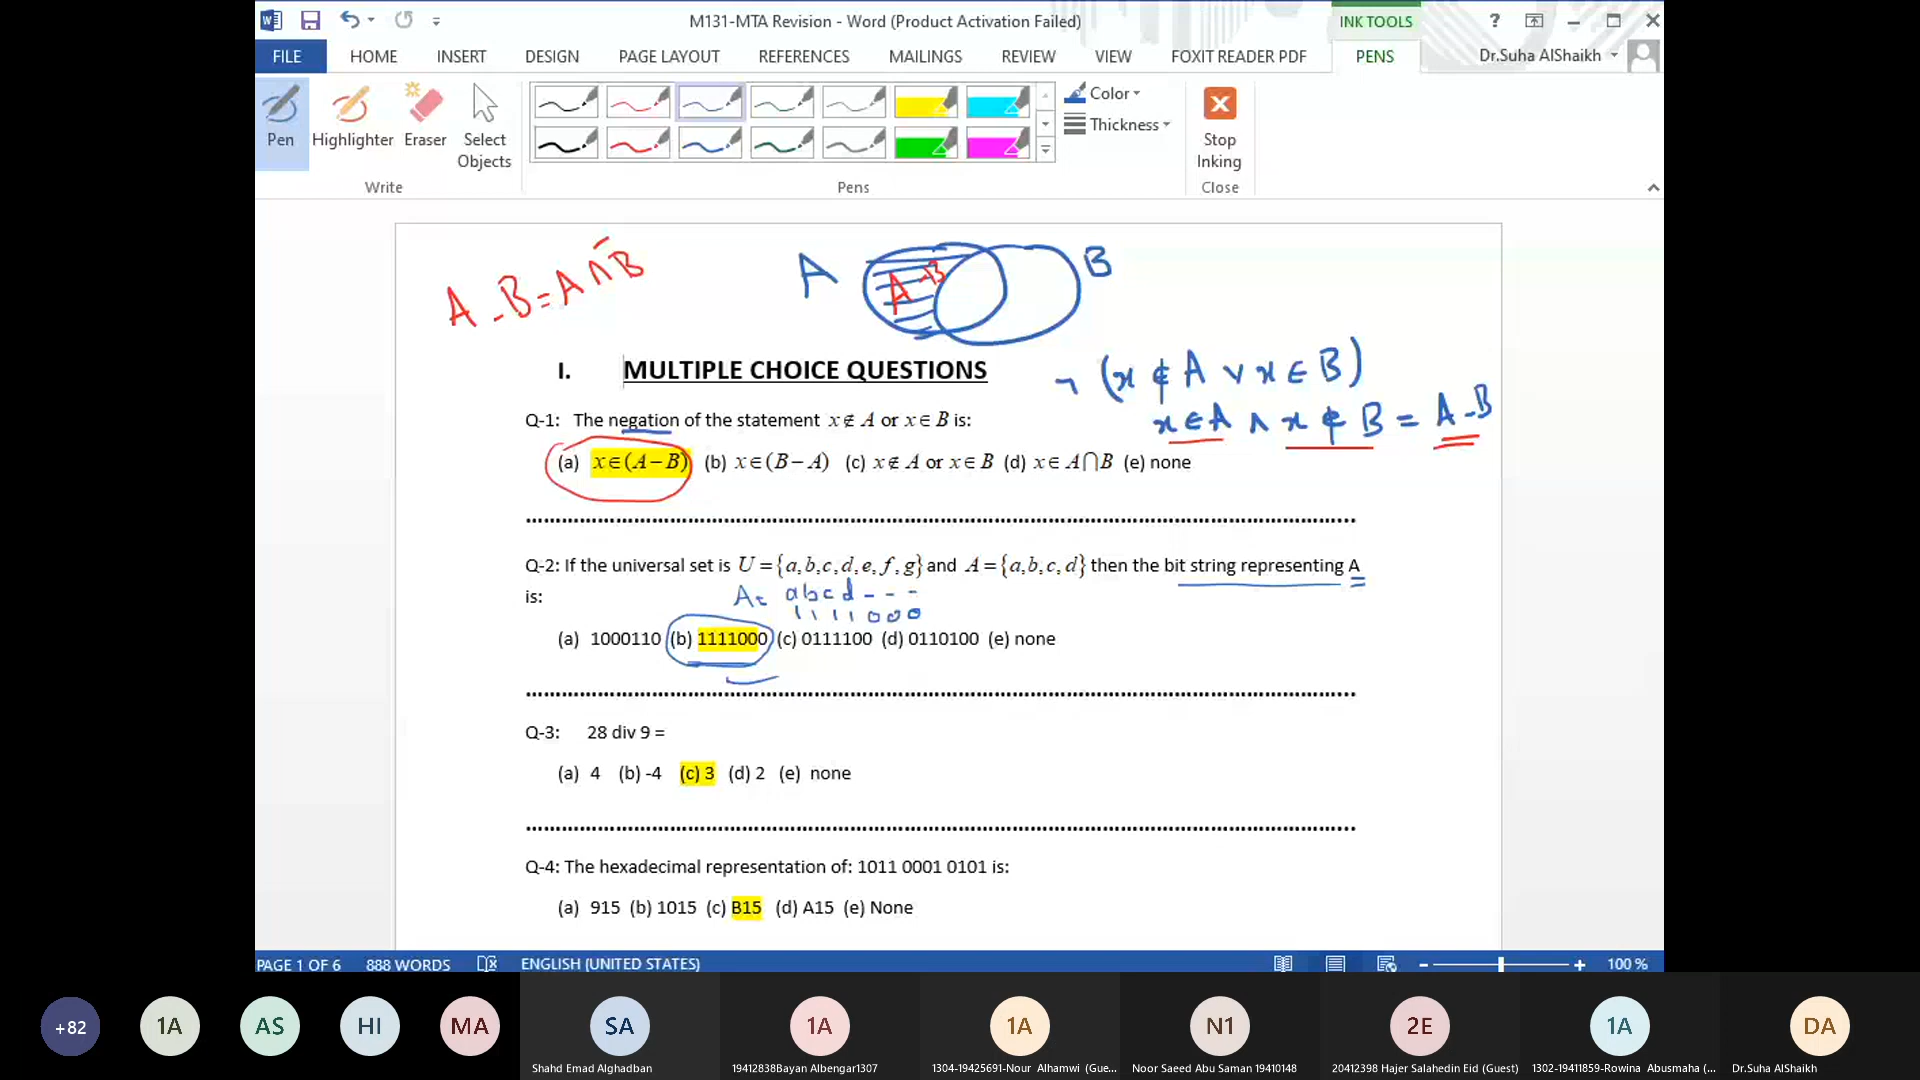 M131-MTA Revision - Word (Product Activation Failed)
INK TOOLS
?
FILE HOME INSERT DESIGN PAGE LAYOUT REFERENCES MAILINGS REVIEW VIEW FOXIT READER PDF PENS
Dr.Suha AlShaikh
Pen Highlighter Eraser Select Objects
Color
Thickness
Stop Inking
Write Pens Close
A - B = A ∩ B̄
A A - B B
I. MULTIPLE CHOICE QUESTIONS
¬ (x ∉ A ∨ x ∈ B)
x ∈ A ∧ x ∉ B = A - B
Q-1: The negation of the statement x ∉ A or x ∈ B is:
(a) x∈(A−B) (b) x∈(B−A) (c) x∉ A or x∈ B (d) x∈ A⋂B (e) none
Q-2: If the universal set is U = {a,b,c,d,e,f,g} and A = {a,b,c,d} then the bit string representing A
is:
A= a b c d - - -
1 1 1 1 0 0 0
(a) 1000110 (b) 1111000 (c) 0111100 (d) 0110100 (e) none
Q-3: 28 div 9 =
(a) 4 (b) -4 (c) 3 (d) 2 (e) none
Q-4: The hexadecimal representation of: 1011 0001 0101 is:
(a) 915 (b) 1015 (c) B15 (d) A15 (e) None
PAGE 1 OF 6 888 WORDS ENGLISH (UNITED STATES) 100 %
+82 1A AS HI MA SA 1A 1A N1 2E 1A DA
Shahd Emad Alghadban 19412838Bayan Albengar1307 1304-19425691-Nour Alhamwi (Gue... Noor Saeed Abu Saman 19410148 20412398 Hajer Salahedin Eid (Guest) 1302-19411859-Rowina Abusmaha (... Dr.Suha AlShaikh